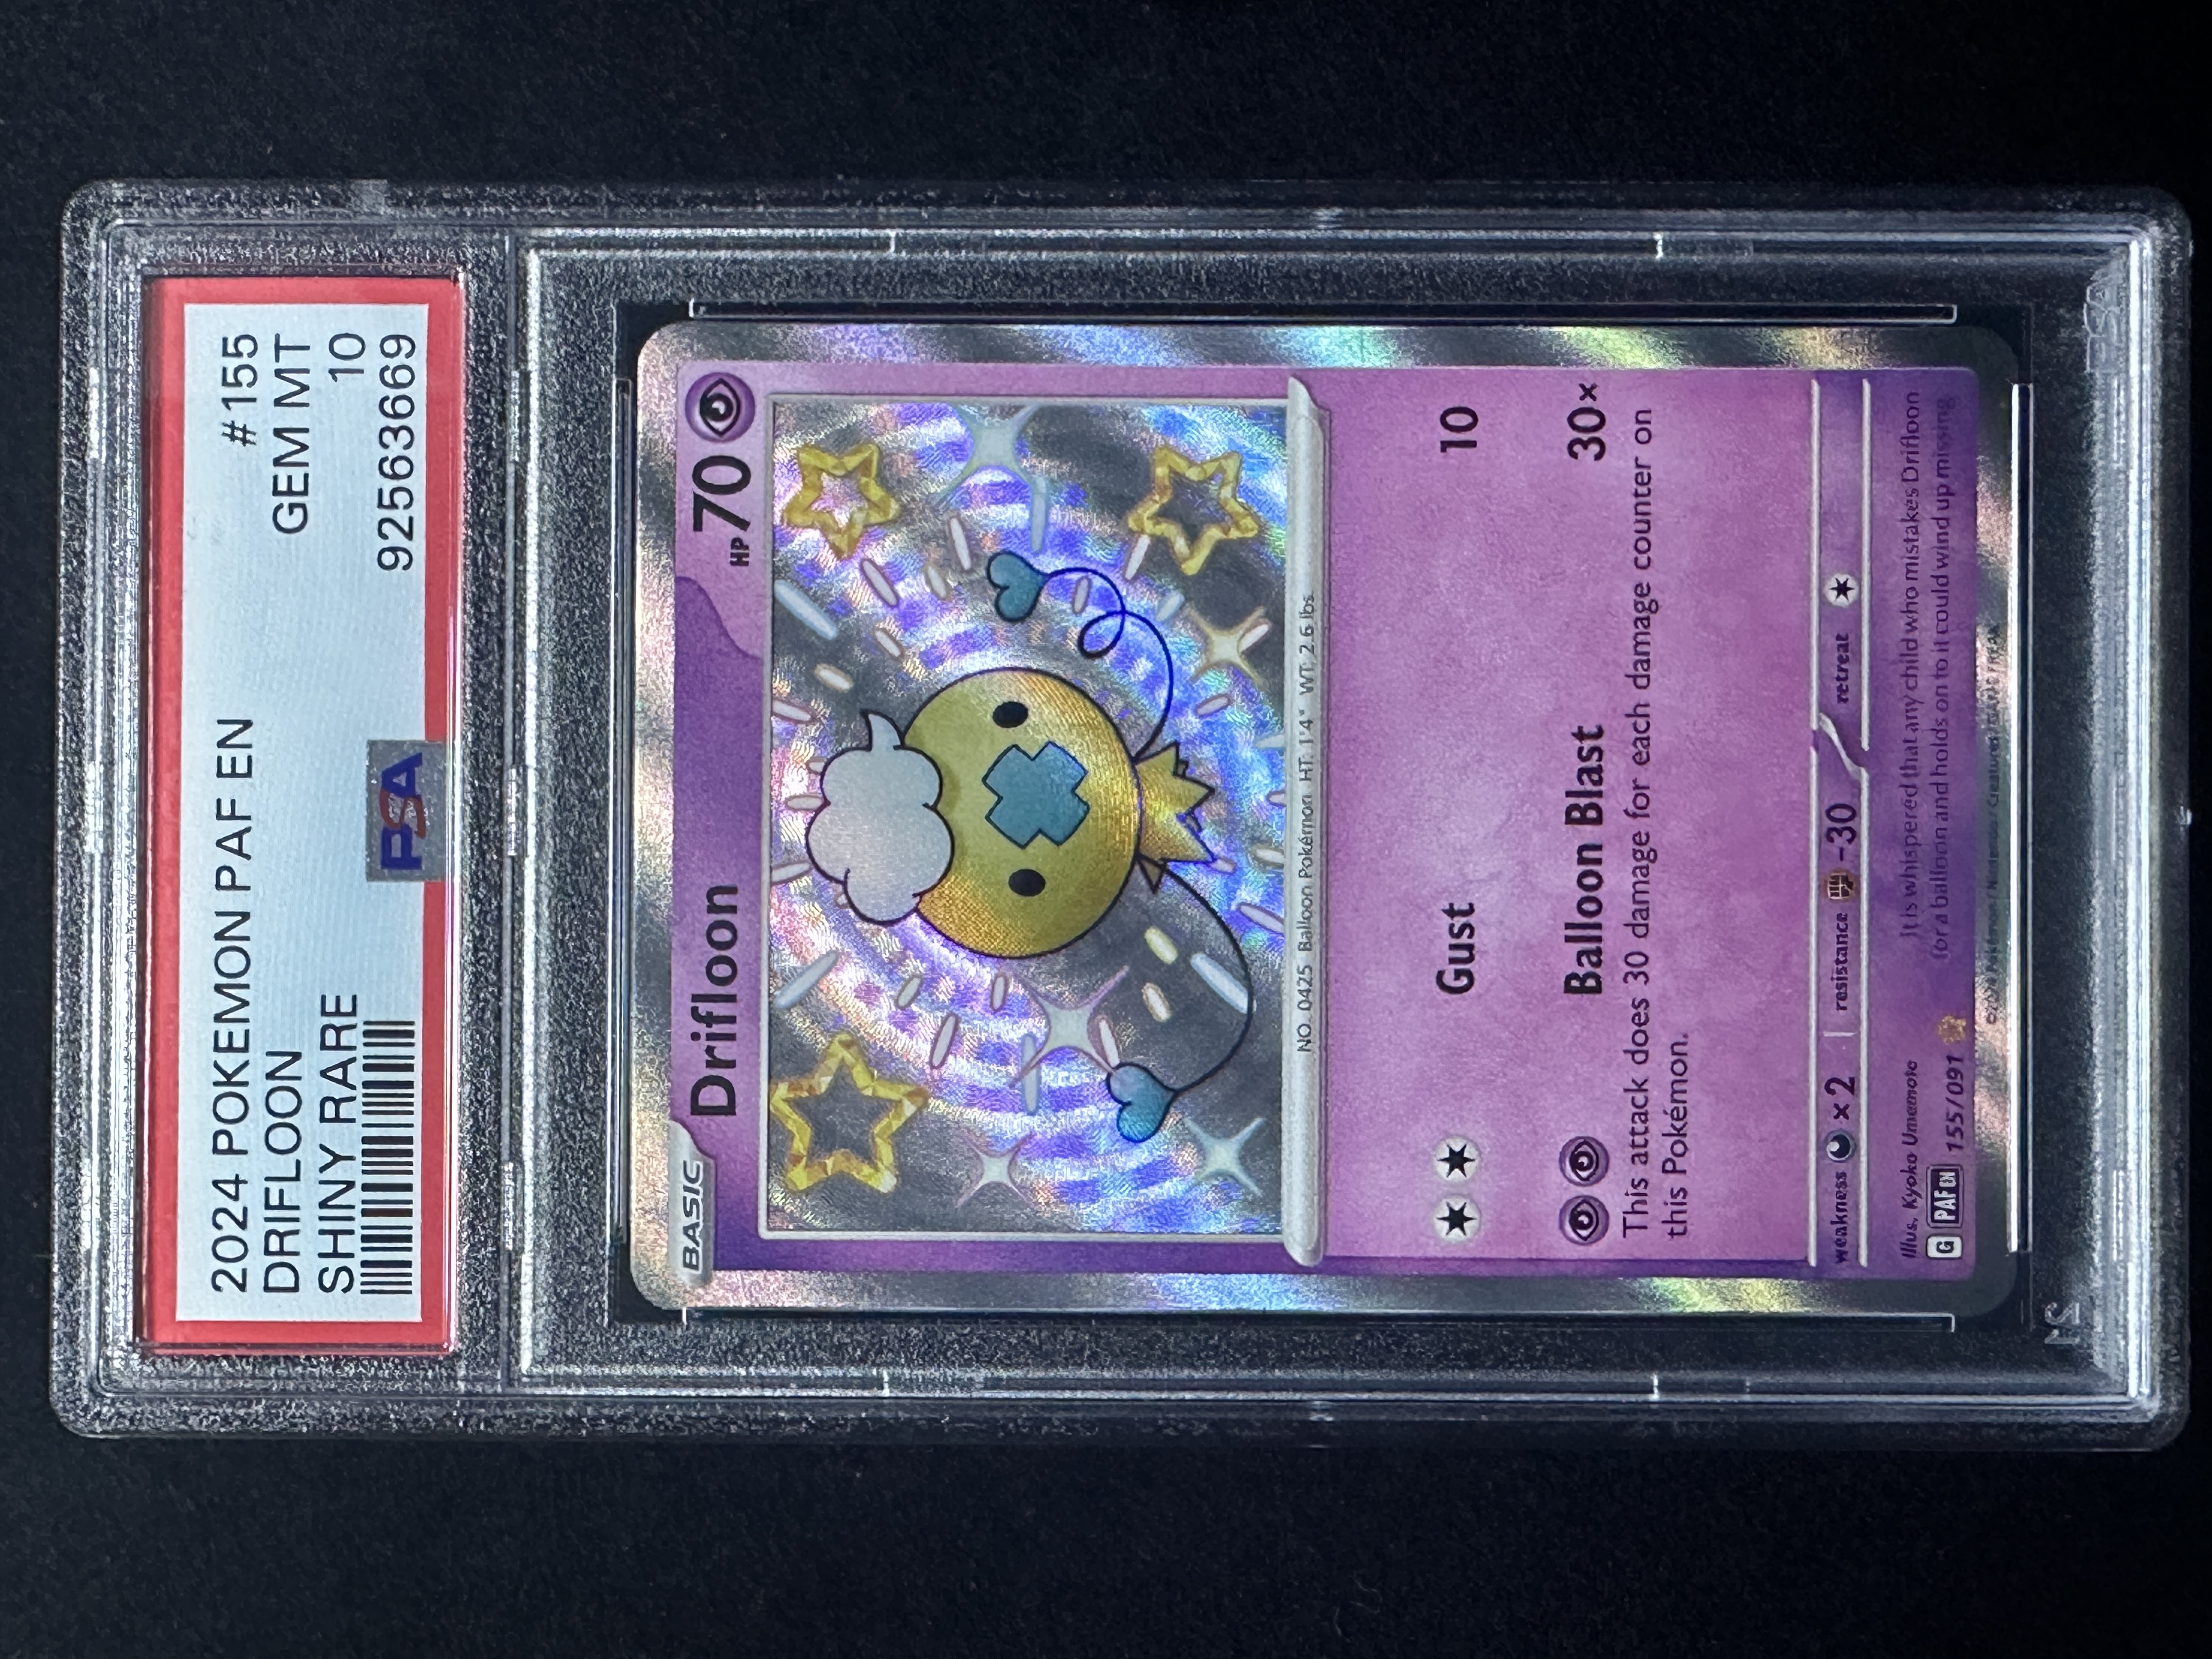 2024 POKEMON PAF EN #155
DRIFLOON GEM MT
SHINY RARE 10
PSA 92563669
BASIC Drifloon HP 70
NO. 0425 Balloon Pokémon HT: 1'4" WT: 2.6 lbs.
Gust 10
Balloon Blast 30×
This attack does 30 damage for each damage counter on
this Pokémon.
weakness ×2 resistance -30 retreat
Illus. Kyoko Umemoto
G PAF EN 155/091
It is whispered that any child who mistakes Drifloon
for a balloon and holds on to it could wind up missing.